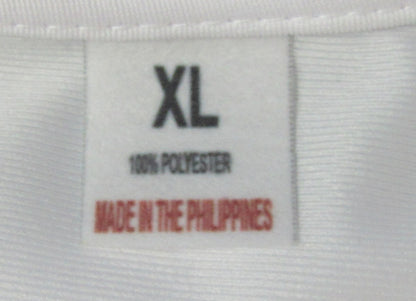 XL
100% POLYESTER
MADE IN THE PHILIPPINES